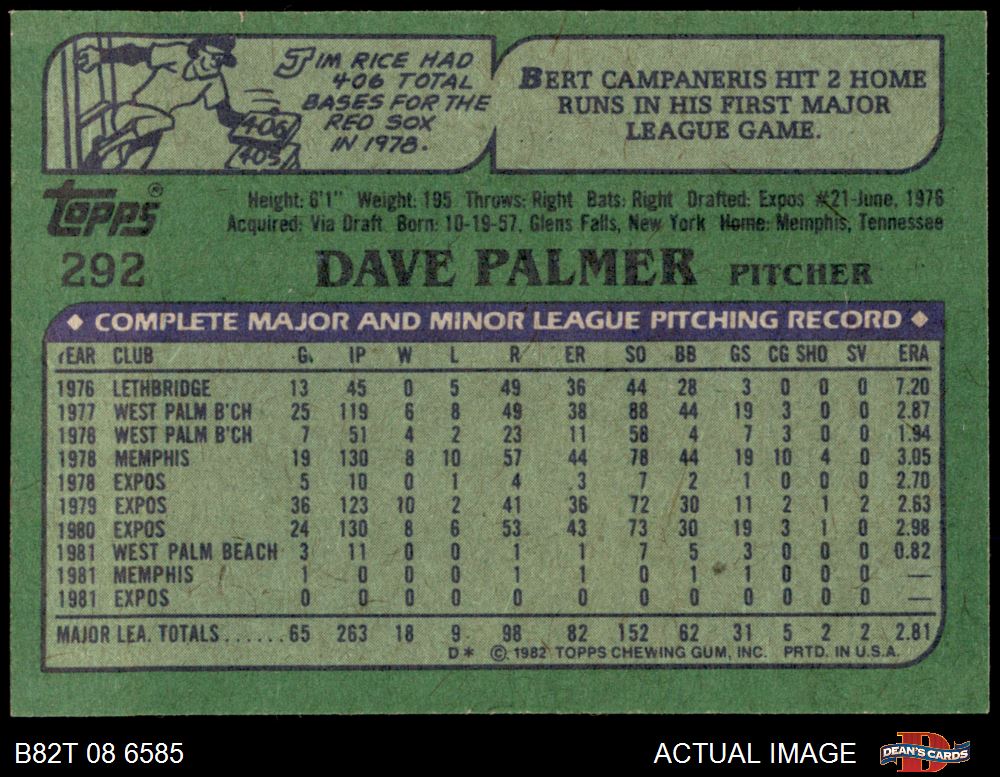 JIM RICE HAD
406 TOTAL
BASES FOR THE
RED SOX
IN 1978.
406
405
BERT CAMPANERIS HIT 2 HOME
RUNS IN HIS FIRST MAJOR
LEAGUE GAME.
TOPPS®
Height: 6'1" Weight: 195 Throws: Right Bats: Right Drafted: Expos #21-June, 1976
Acquired: Via Draft Born: 10-19-57, Glens Falls, New York Home: Memphis, Tennessee
292 DAVE PALMER PITCHER
◆ COMPLETE MAJOR AND MINOR LEAGUE PITCHING RECORD ◆
YEAR CLUB G IP W L R ER SO BB GS CG SHO SV ERA
1976 LETHBRIDGE 13 45 0 5 49 36 44 28 3 0 0 0 7.20
1977 WEST PALM B'CH 25 119 6 8 49 38 88 44 19 3 0 0 2.87
1978 WEST PALM B'CH 7 51 4 2 23 11 58 4 7 3 0 0 1.94
1978 MEMPHIS 19 130 8 10 57 44 78 44 19 10 4 0 3.05
1978 EXPOS 5 10 0 1 4 3 7 2 1 0 0 0 2.70
1979 EXPOS 36 123 10 2 41 36 72 30 11 2 1 2 2.63
1980 EXPOS 24 130 8 6 53 43 73 30 19 3 1 0 2.98
1981 WEST PALM BEACH 3 11 0 0 1 1 7 5 3 0 0 0 0.82
1981 MEMPHIS 1 0 0 0 1 1 0 1 1 0 0 0 —
1981 EXPOS 0 0 0 0 0 0 0 0 0 0 0 0 —
MAJOR LEA. TOTALS......65 263 18 9 98 82 152 62 31 5 2 2 2.81
D* © 1982 TOPPS CHEWING GUM, INC. PRTD. IN U.S.A.
B82T 08 6585 ACTUAL IMAGE DEAN'S CARDS